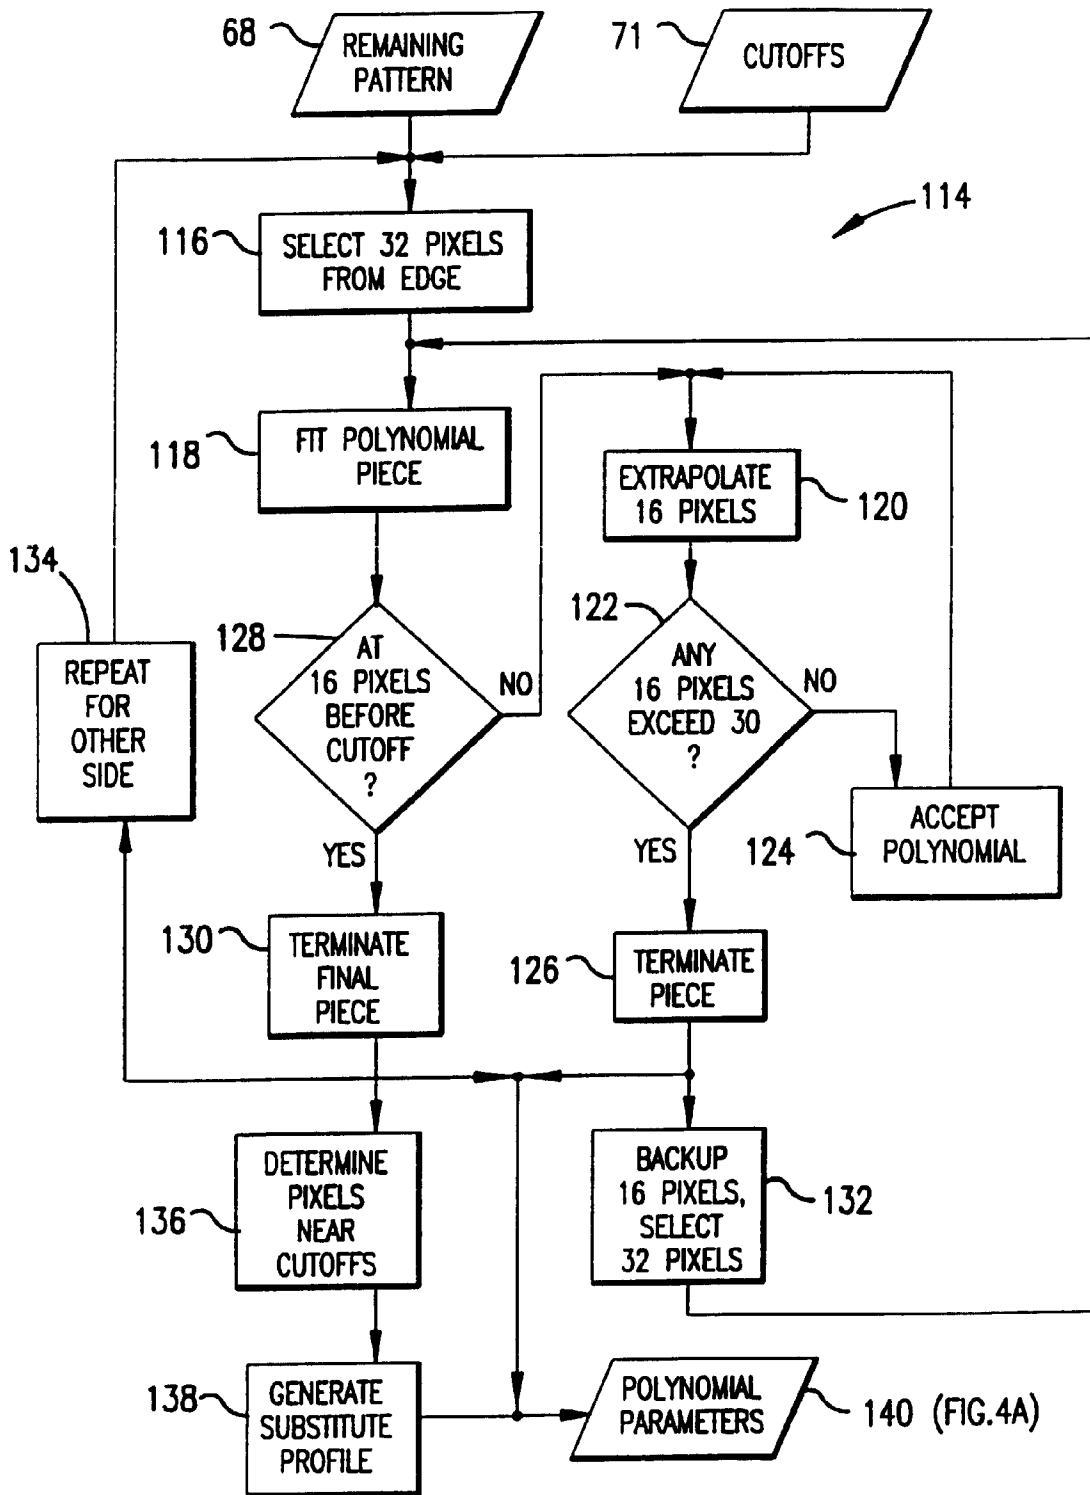 68
REMAINING
PATTERN
71
CUTOFFS
114
116
SELECT 32 PIXELS
FROM EDGE
118
FIT POLYNOMIAL
PIECE
EXTRAPOLATE
16 PIXELS
120
134
REPEAT
FOR
OTHER
SIDE
128
AT
16 PIXELS
BEFORE
CUTOFF
?
NO
YES
122
ANY
16 PIXELS
EXCEED 30
?
NO
YES
124
ACCEPT
POLYNOMIAL
130
TERMINATE
FINAL
PIECE
126
TERMINATE
PIECE
136
DETERMINE
PIXELS
NEAR
CUTOFFS
BACKUP
16 PIXELS,
SELECT
32 PIXELS
132
138
GENERATE
SUBSTITUTE
PROFILE
POLYNOMIAL
PARAMETERS
140 (FIG.4A)